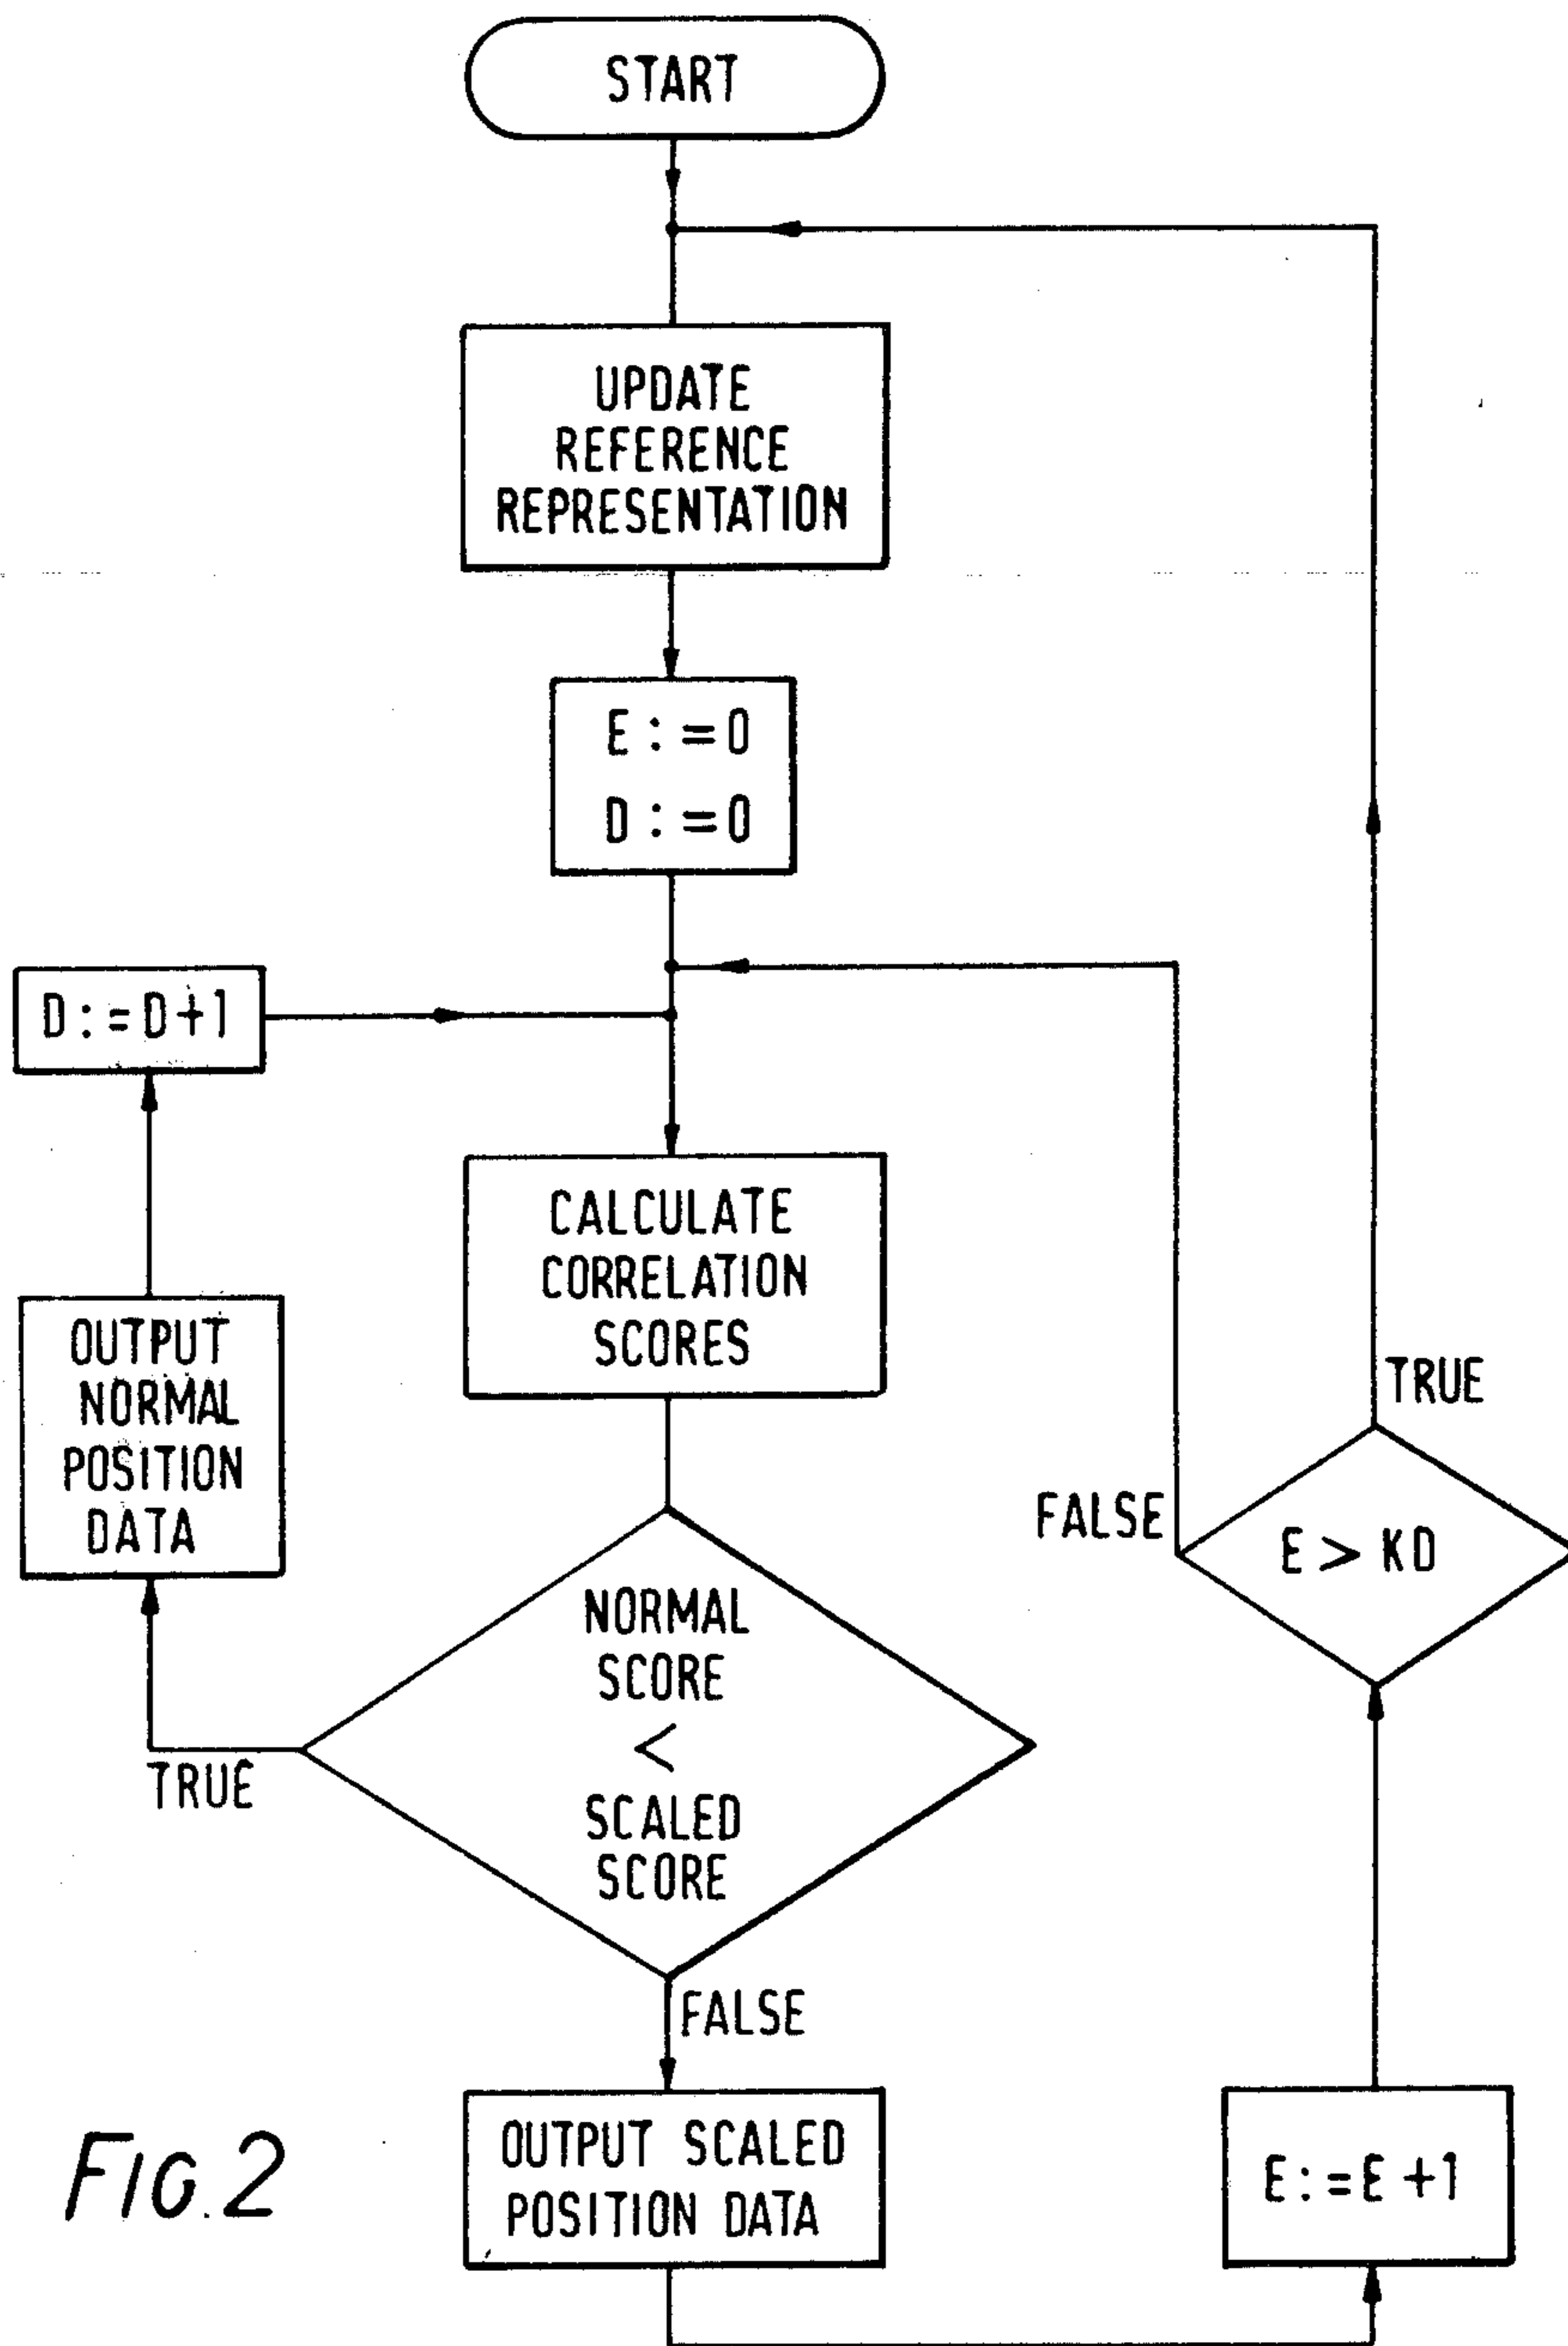 START
UPDATE
REFERENCE
REPRESENTATION
E := 0
D := 0
D := D+1
CALCULATE
CORRELATION
SCORES
OUTPUT
NORMAL
POSITION
DATA
TRUE
FALSE
E > KD
NORMAL
SCORE
<
SCALED
SCORE
TRUE
FALSE
OUTPUT SCALED
POSITION DATA
E := E +1
FIG. 2